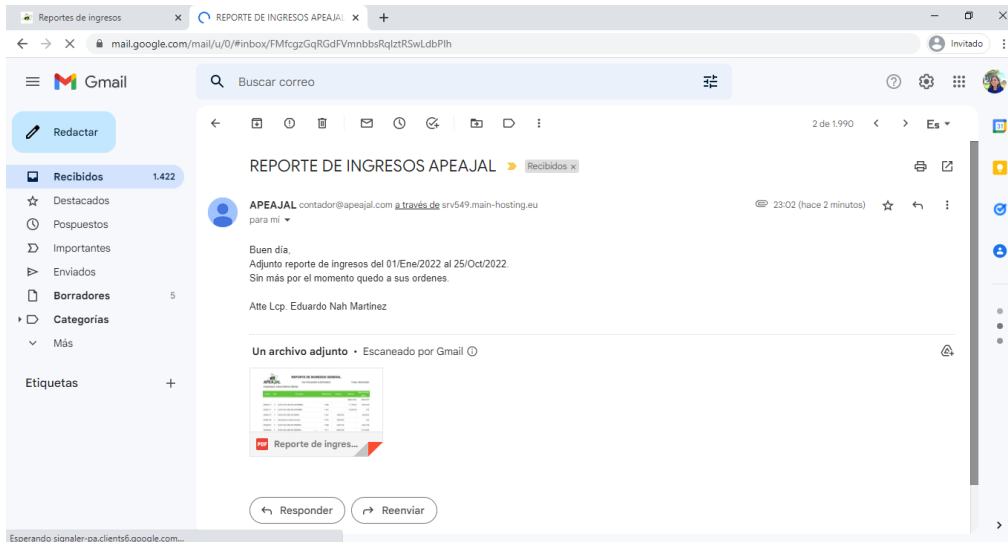 Reportes de ingresos
REPORTE DE INGRESOS APEAJAL
mail.google.com/mail/u/0/#inbox/FMfcgzGqRGdFVmnbbsRqlztRSwLdbPlh
Invitado
Gmail
Buscar correo
Redactar
2 de 1.990
Es
Recibidos 1.422
Destacados
Pospuestos
Importantes
Enviados
Borradores 5
Categorías
Más
Etiquetas
REPORTE DE INGRESOS APEAJAL
Recibidos x
APEAJAL contador@apeajal.com a través de srv549.main-hosting.eu
23:02 (hace 2 minutos)
para mí
Buen día,
Adjunto reporte de ingresos del 01/Ene/2022 al 25/Oct/2022.
Sin más por el momento quedo a sus ordenes.
Atte Lcp. Eduardo Nah Martinez
Un archivo adjunto • Escaneado por Gmail
APEAJAL
REPORTE DE INGRESOS GENERAL
PDF Reporte de ingres...
Responder
Reenviar
31
Esperando signaler-pa.clients6.google.com...